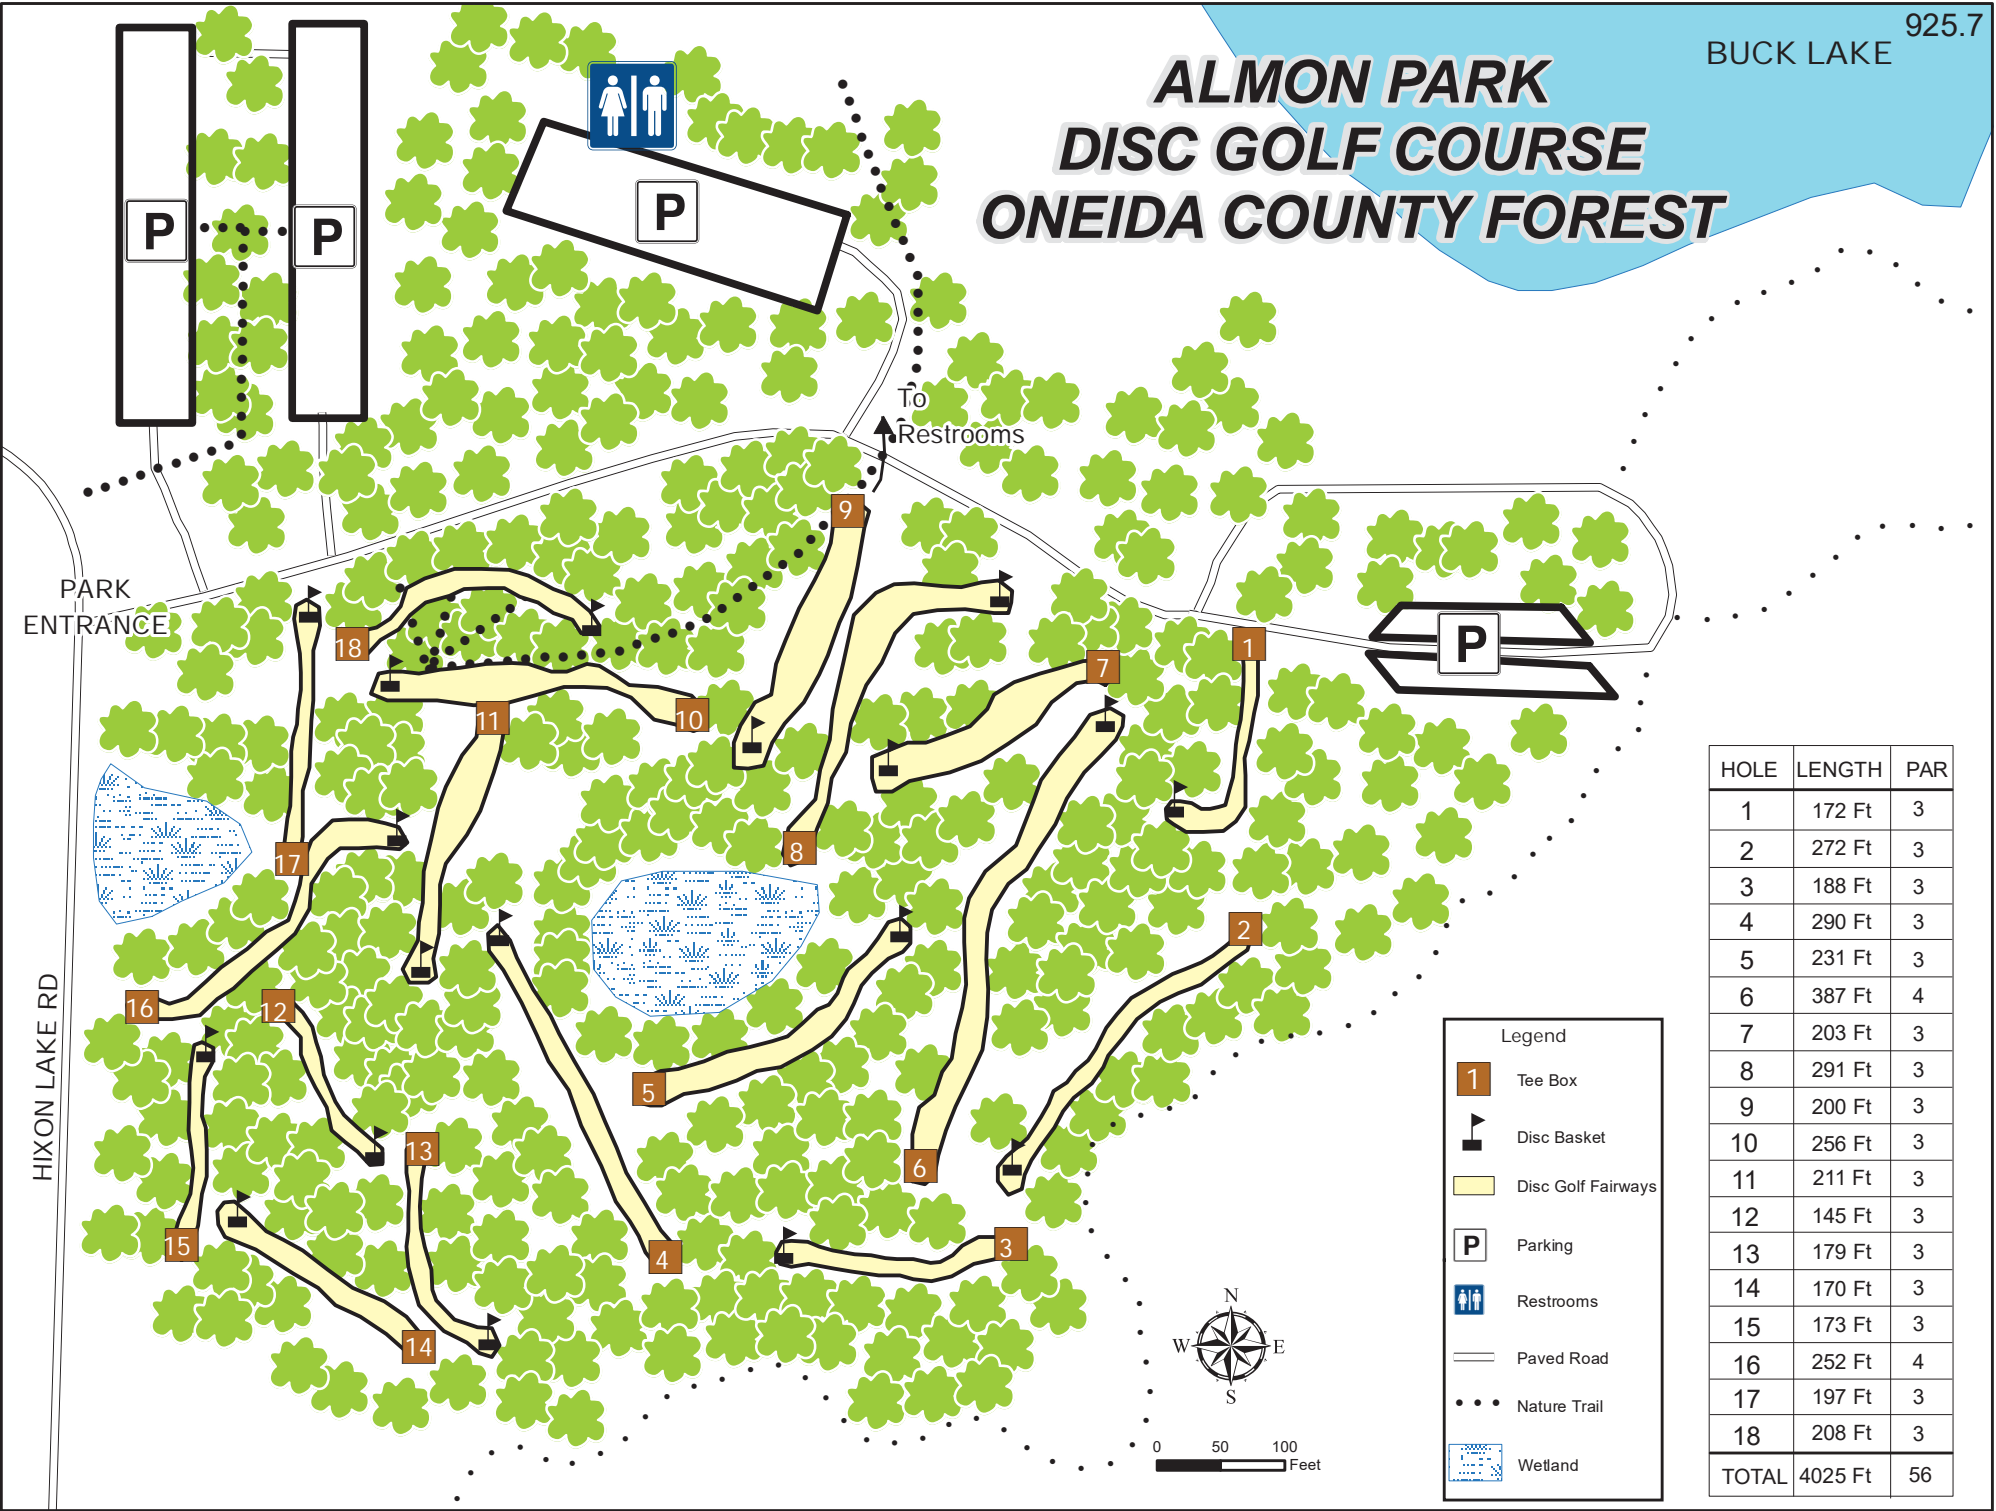 925.7
BUCK LAKE
ALMON PARK
DISC GOLF COURSE
ONEIDA COUNTY FOREST
P
P
P
To
Restrooms
PARK
ENTRANCE
HIXON LAKE RD
P
9
18
1
7
10
11
8
17
2
16
12
5
13
6
15
4
3
14
N
W E
S
0 50 100
Feet
Legend
1 Tee Box
Disc Basket
Disc Golf Fairways
P Parking
Restrooms
Paved Road
Nature Trail
Wetland
HOLE LENGTH PAR
1 172 Ft 3
2 272 Ft 3
3 188 Ft 3
4 290 Ft 3
5 231 Ft 3
6 387 Ft 4
7 203 Ft 3
8 291 Ft 3
9 200 Ft 3
10 256 Ft 3
11 211 Ft 3
12 145 Ft 3
13 179 Ft 3
14 170 Ft 3
15 173 Ft 3
16 252 Ft 4
17 197 Ft 3
18 208 Ft 3
TOTAL 4025 Ft 56